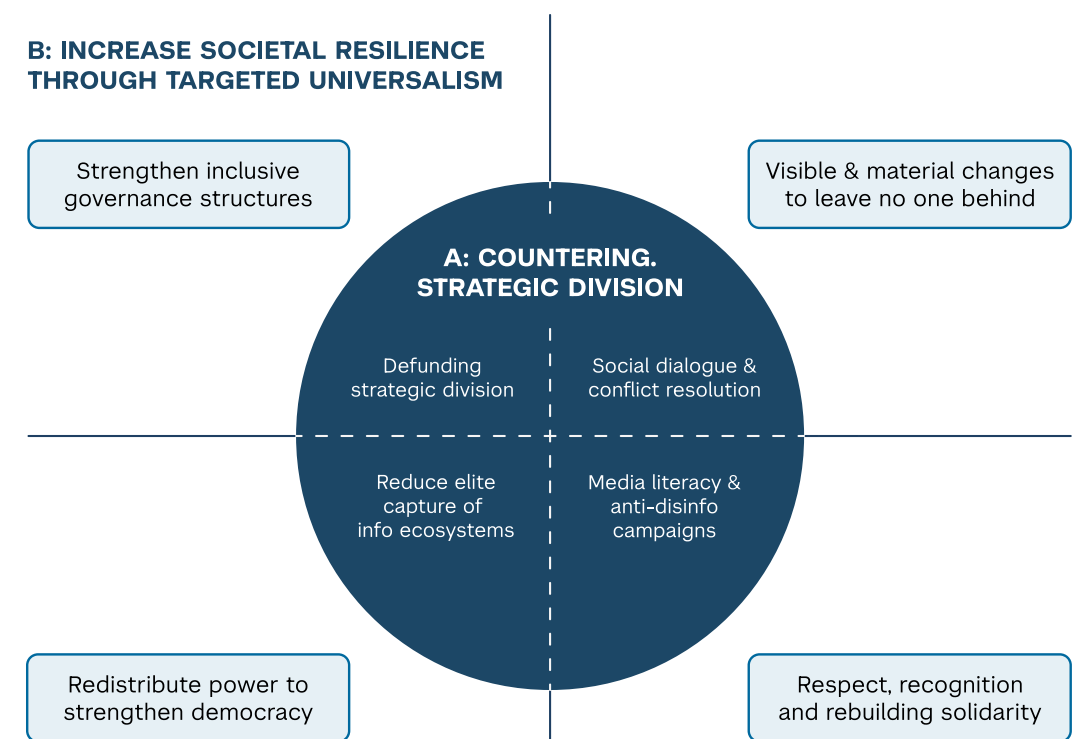 B: INCREASE SOCIETAL RESILIENCE
THROUGH TARGETED UNIVERSALISM
Strengthen inclusive
governance structures
Visible & material changes
to leave no one behind
A: COUNTERING.
STRATEGIC DIVISION
Defunding
strategic division
Social dialogue &
conflict resolution
Reduce elite
capture of
info ecosystems
Media literacy &
anti-disinfo
campaigns
Redistribute power to
strengthen democracy
Respect, recognition
and rebuilding solidarity